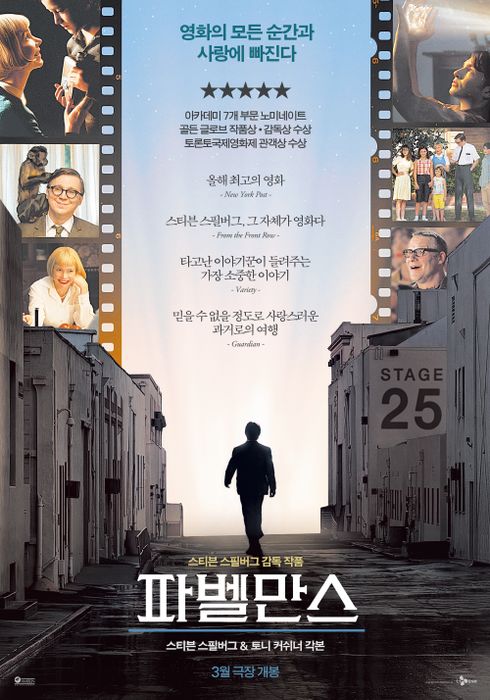 영화의 모든 순간과
사랑에 빠진다
★★★★★
아카데미 7개 부문 노미네이트
골든 글로브 작품상・감독상 수상
토론토국제영화제 관객상 수상
올해 최고의 영화
- New York Post -
스티븐 스필버그, 그 자체가 영화다
- From the Front Row -
타고난 이야기꾼이 들려주는
가장 소중한 이야기
- Variety -
믿을 수 없을 정도로 사랑스러운
과거로의 여행
- Guardian -
STAGE
25
스티븐 스필버그 감독 작품
파벨만스
스티븐 스필버그 & 토니 커쉬너 각본
3월 극장 개봉